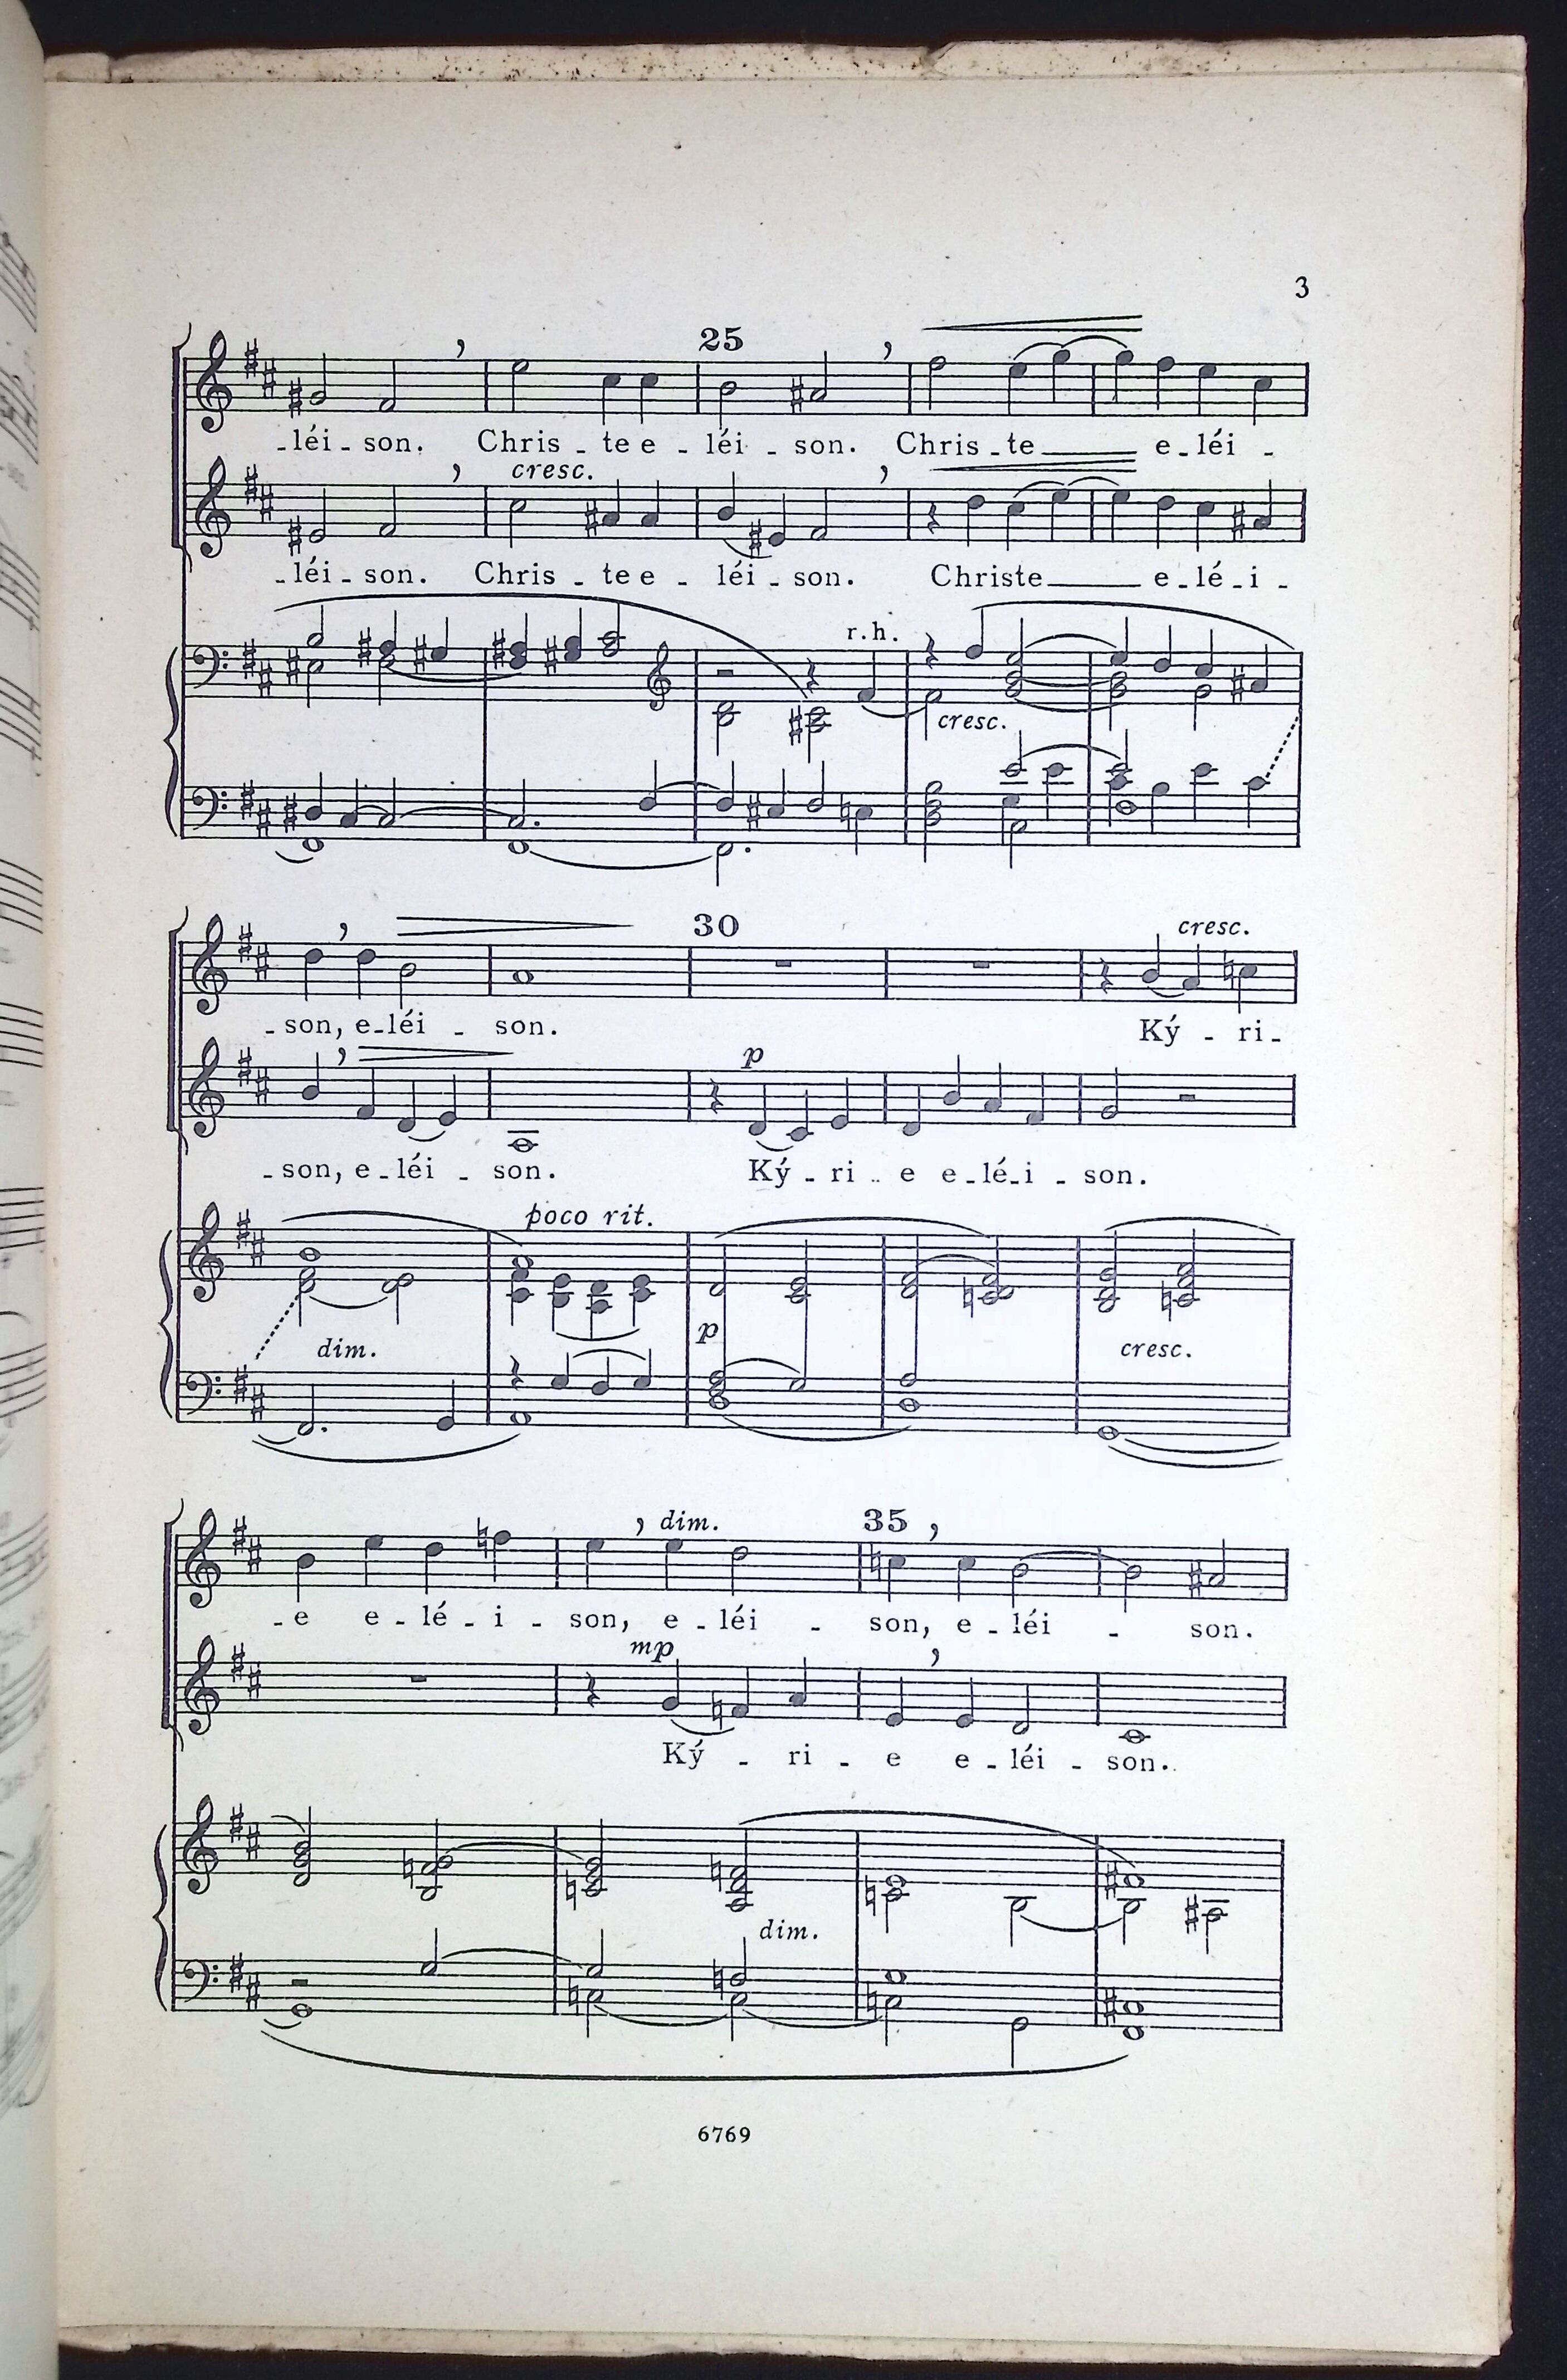 3
25
-léi - son. Chris - te e - léi - son. Chris - te e - léi -
cresc.
-léi - son. Chris - te e - léi - son. Christe e - lé - i -
r.h.
cresc.
30
cresc.
- son, e-léi - son. Ký - ri -
p
- son, e - léi - son. Ký - ri - e e - lé - i - son.
poco rit.
p
dim.
cresc.
dim.
35
- e e - lé - i - son, e - léi - son, e - léi - son.
mp
Ký - ri - e e - léi - son.
dim.
6769